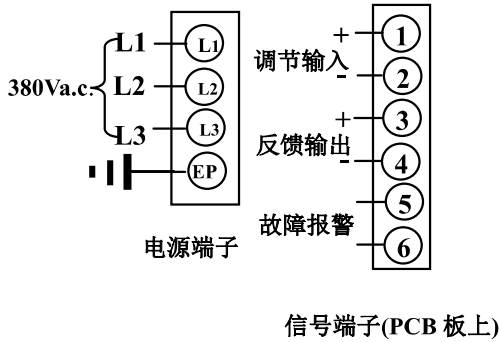 380Va.c.
L1 L1
L2 L2
L3 L3
EP
电源端子
调节输入
+ 1
- 2
反馈输出
+ 3
- 4
故障报警
5
6
信号端子(PCB 板上)